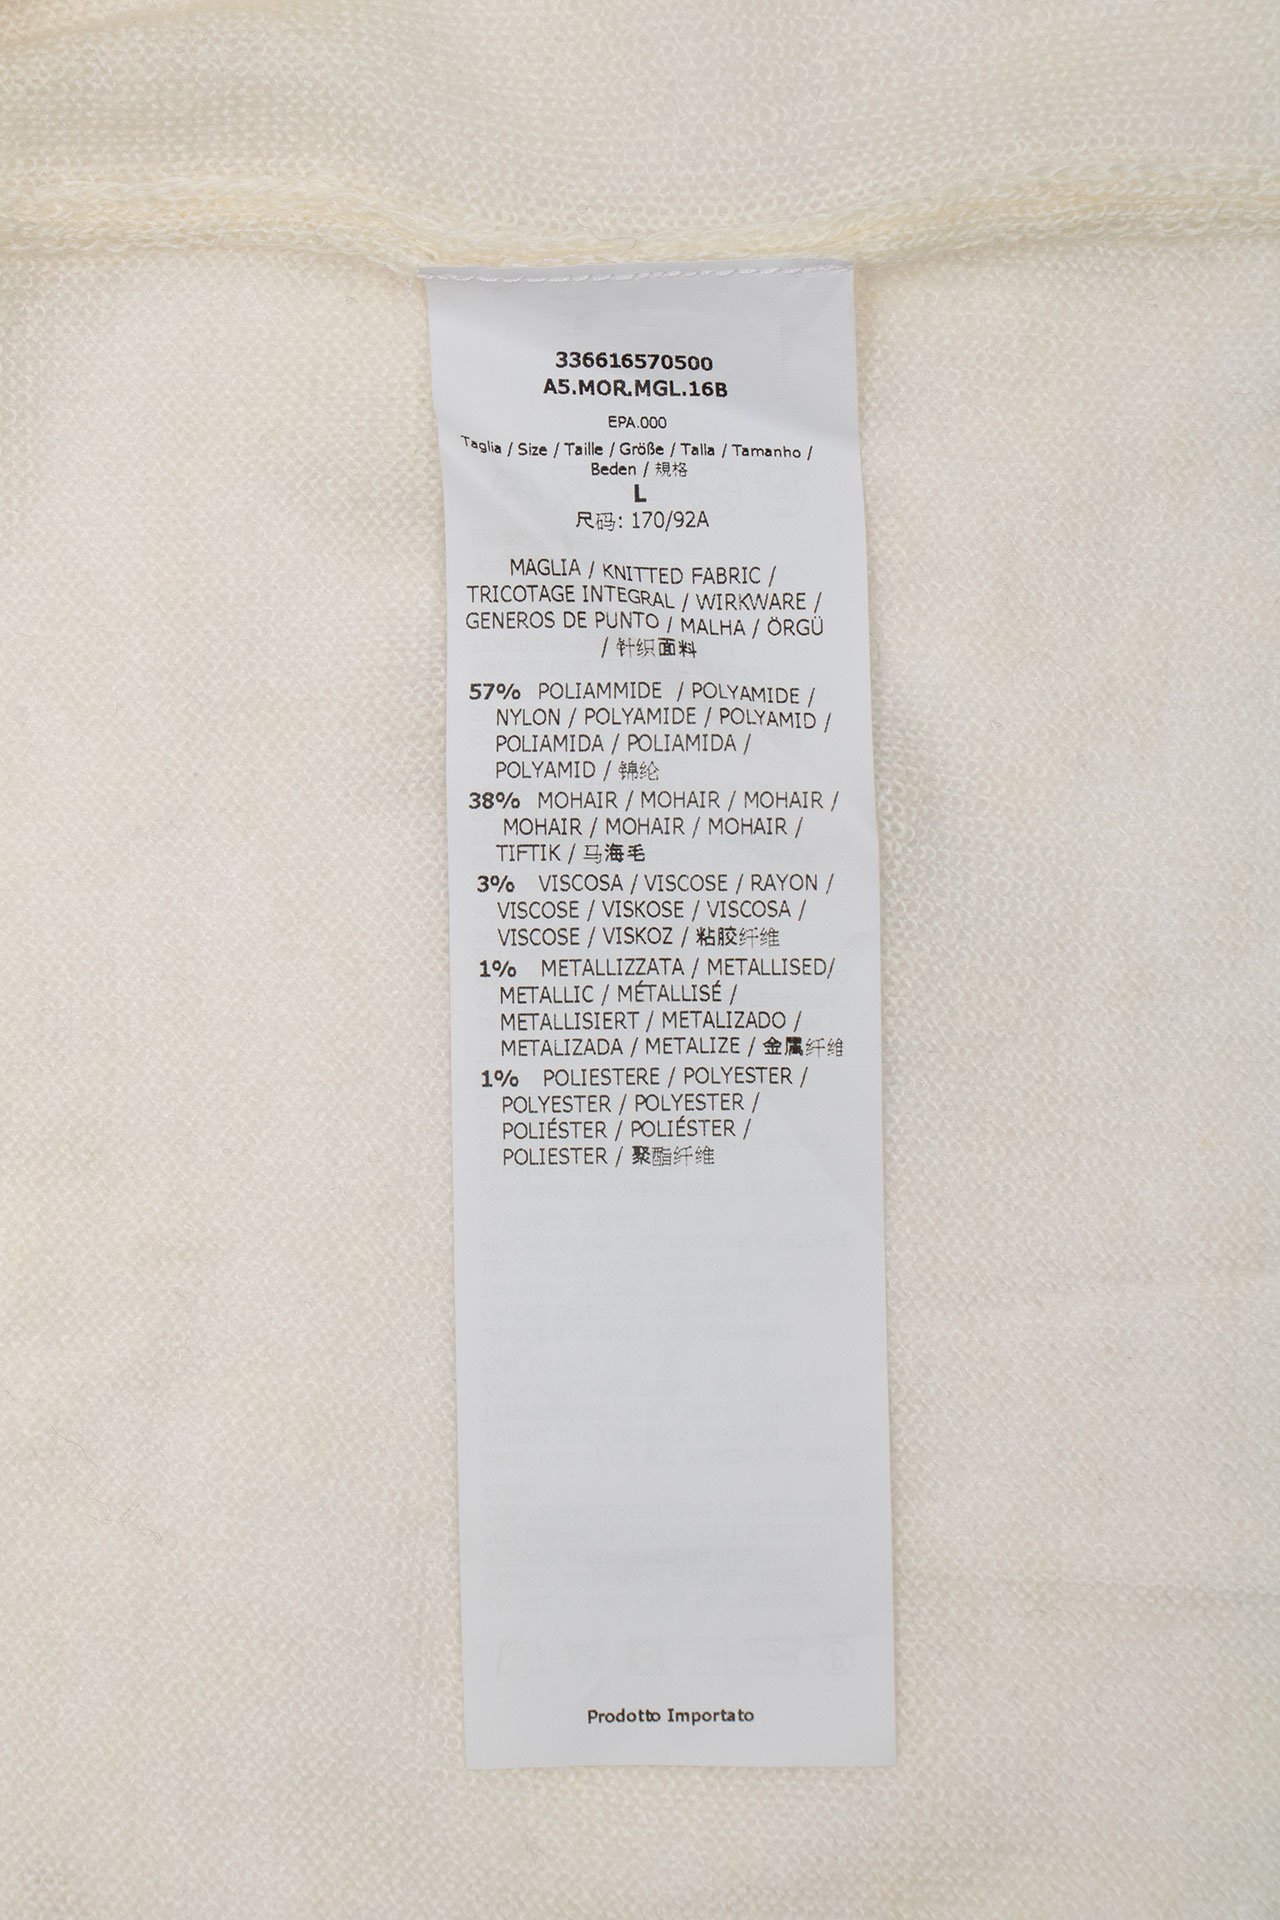 336616570500
A5.MOR.MGL.16B
EPA.000
Taglia / Size / Taille / Größe / Talla / Tamanho /
Beden / 規格
L
尺码: 170/92A
MAGLIA / KNITTED FABRIC /
TRICOTAGE INTEGRAL / WIRKWARE /
GENEROS DE PUNTO / MALHA / ÖRGÜ
/ 针织面料
57% POLIAMMIDE / POLYAMIDE /
NYLON / POLYAMIDE / POLYAMID /
POLIAMIDA / POLIAMIDA /
POLYAMID / 锦纶
38% MOHAIR / MOHAIR / MOHAIR /
MOHAIR / MOHAIR / MOHAIR /
TIFTIK / 马海毛
3% VISCOSA / VISCOSE / RAYON /
VISCOSE / VISKOSE / VISCOSA /
VISCOSE / VISKOZ / 粘胶纤维
1% METALLIZZATA / METALLISED/
METALLIC / MÉTALLISÉ /
METALLISIERT / METALIZADO /
METALIZADA / METALIZE / 金属纤维
1% POLIESTERE / POLYESTER /
POLYESTER / POLYESTER /
POLIÉSTER / POLIÉSTER /
POLIESTER / 聚酯纤维
Prodotto Importato